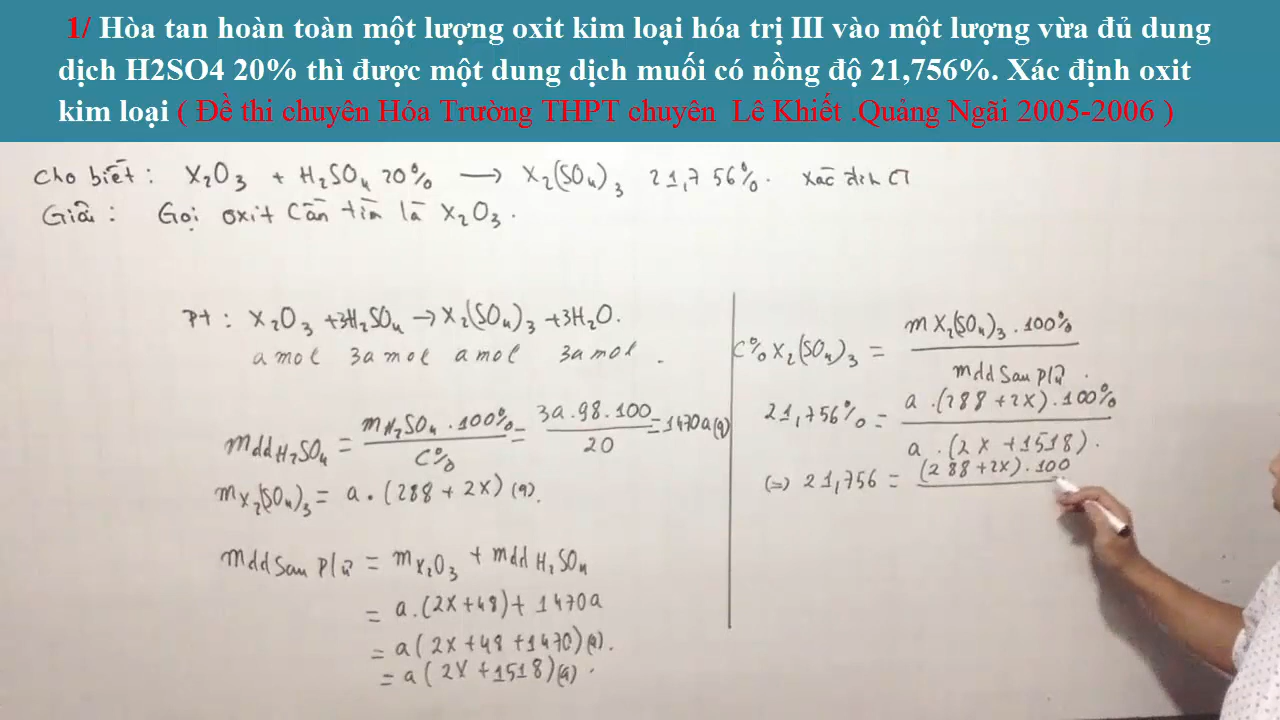 1/ Hòa tan hoàn toàn một lượng oxit kim loại hóa trị III vào một lượng vừa đủ dung
dịch H2SO4 20% thì được một dung dịch muối có nồng độ 21,756%. Xác định oxit
kim loại ( Đề thi chuyên Hóa Trường THPT chuyên Lê Khiết .Quảng Ngãi 2005-2006 )
Cho biết : X₂O₃ + H₂SO₄ 20% → X₂(SO₄)₃ 21,756%. Xác định CT
Giải : Gọi oxit cần tìm là X₂O₃.
Pt : X₂O₃ + 3H₂SO₄ → X₂(SO₄)₃ + 3H₂O.
a mol 3a mol a mol 3a mol .
mdd H₂SO₄ = mH₂SO₄ . 100% / C% = 3a.98.100 / 20 = 1470a (g)
mX₂(SO₄)₃ = a . (288 + 2X) (g).
mdd sau pứ = mX₂O₃ + mdd H₂SO₄
= a.(2X+48) + 1470a
= a(2X+48+1470)(g).
= a(2X+1518)(g) .
C% X₂(SO₄)₃ = mX₂(SO₄)₃ . 100% / mdd sau pứ .
21,756% = a .(288+2X) . 100% / a . (2X+1518) .
(=) 21,756 = (288+2X) . 100